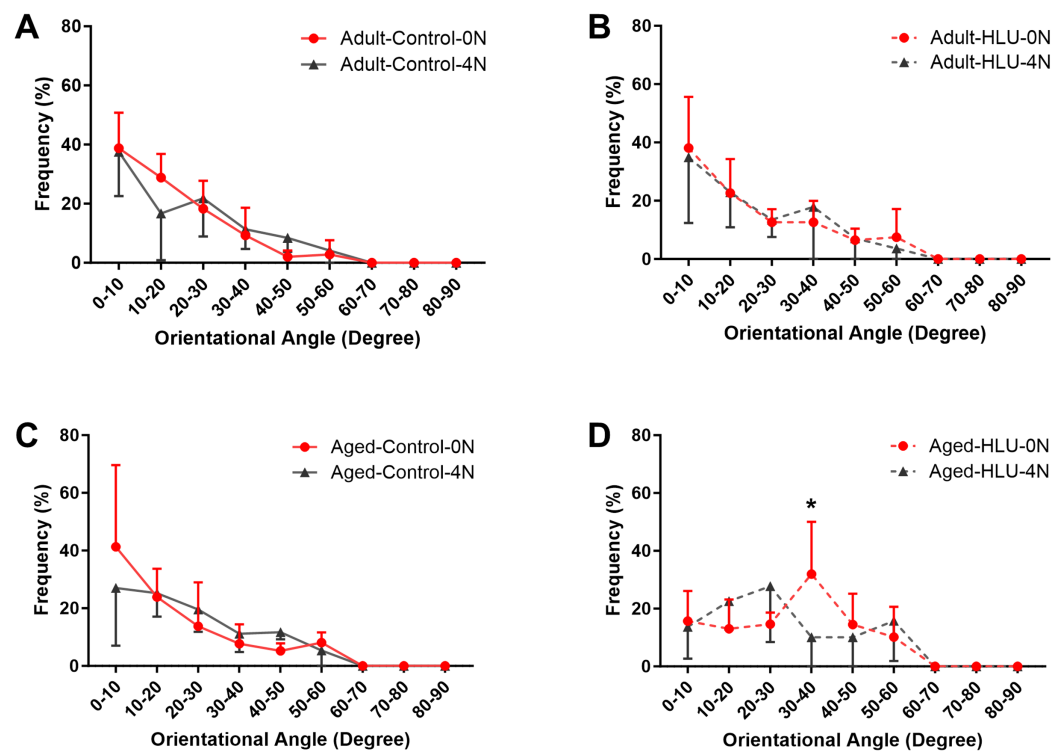 A
Adult-Control-0N
Adult-Control-4N
Frequency (%)
80
60
40
20
0
0-10
10-20
20-30
30-40
40-50
50-60
60-70
70-80
80-90
Orientational Angle (Degree)
B
Adult-HLU-0N
Adult-HLU-4N
Frequency (%)
80
60
40
20
0
0-10
10-20
20-30
30-40
40-50
50-60
60-70
70-80
80-90
Orientational Angle (Degree)
C
Aged-Control-0N
Aged-Control-4N
Frequency (%)
80
60
40
20
0
0-10
10-20
20-30
30-40
40-50
50-60
60-70
70-80
80-90
Orientational Angle (Degree)
D
Aged-HLU-0N
Aged-HLU-4N
*
Frequency (%)
80
60
40
20
0
0-10
10-20
20-30
30-40
40-50
50-60
60-70
70-80
80-90
Orientational Angle (Degree)